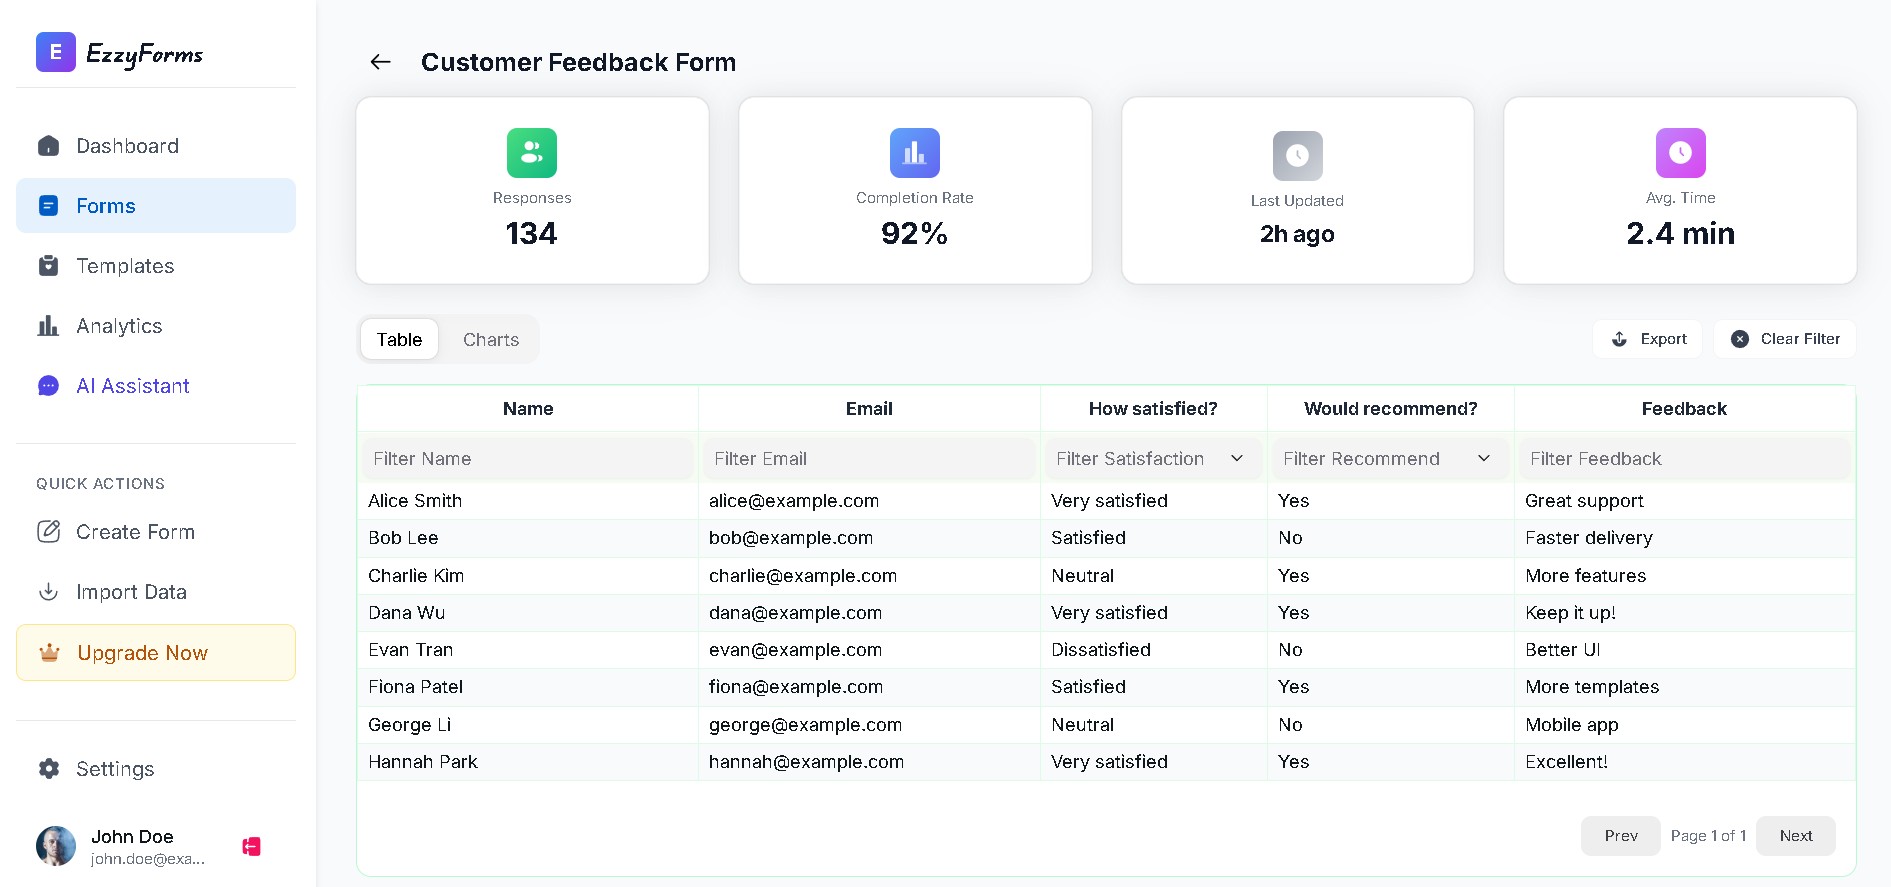 E EzzyForms
Dashboard
Forms
Templates
Analytics
AI Assistant
QUICK ACTIONS
Create Form
Import Data
Upgrade Now
Settings
John Doe
john.doe@exa...
Customer Feedback Form
Responses
134
Completion Rate
92%
Last Updated
2h ago
Avg. Time
2.4 min
Table Charts
Export Clear Filter
Name Email How satisfied? Would recommend? Feedback
Filter Name Filter Email Filter Satisfaction Filter Recommend Filter Feedback
Alice Smith alice@example.com Very satisfied Yes Great support
Bob Lee bob@example.com Satisfied No Faster delivery
Charlie Kim charlie@example.com Neutral Yes More features
Dana Wu dana@example.com Very satisfied Yes Keep it up!
Evan Tran evan@example.com Dissatisfied No Better UI
Fiona Patel fiona@example.com Satisfied Yes More templates
George Li george@example.com Neutral No Mobile app
Hannah Park hannah@example.com Very satisfied Yes Excellent!
Prev Page 1 of 1 Next